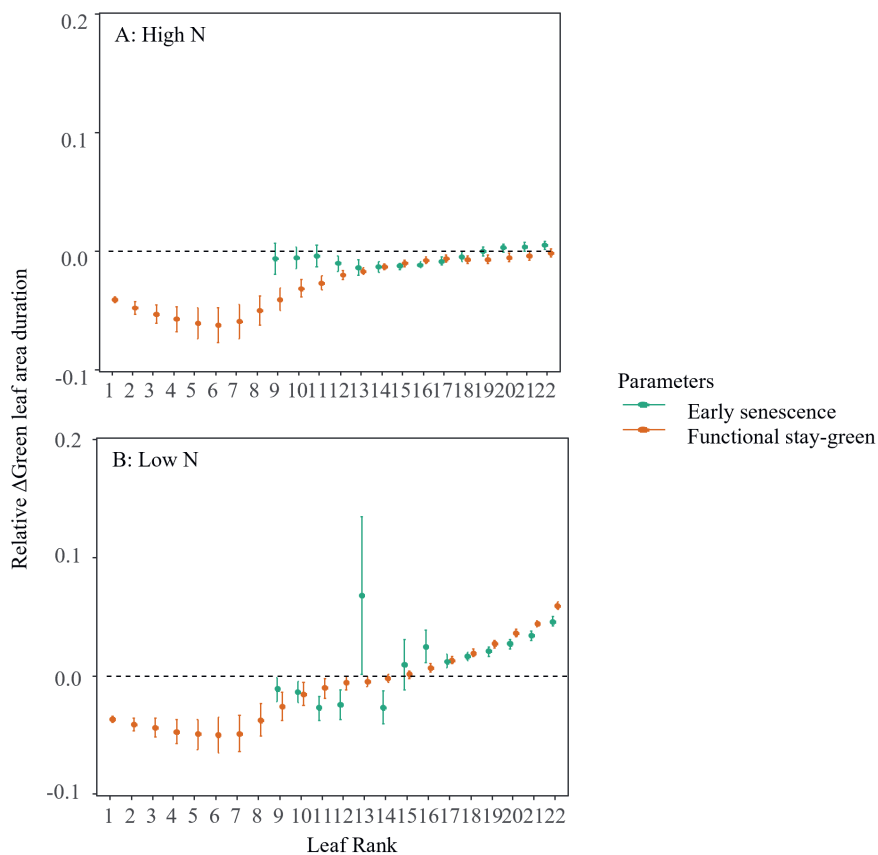 A: High N
0.2
0.1
0.0
-0.1
1 2 3 4 5 6 7 8 9 10 11 12 13 14 15 16 17 18 19 20 21 22
Relative ΔGreen leaf area duration
B: Low N
0.2
0.1
0.0
-0.1
1 2 3 4 5 6 7 8 9 10 11 12 13 14 15 16 17 18 19 20 21 22
Leaf Rank
Parameters
Early senescence
Functional stay-green